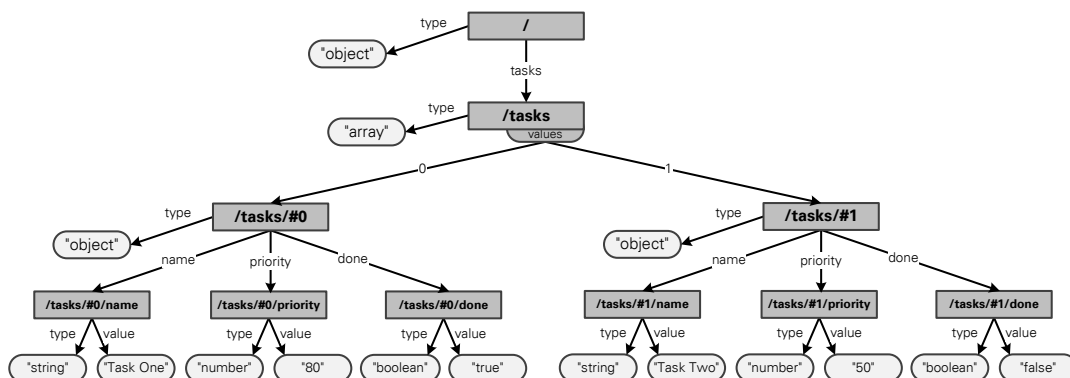 type
/
"object"
tasks
type
/tasks
"array"
values
0
1
type
/tasks/#0
type
/tasks/#1
"object"
"object"
name
priority
done
name
priority
done
/tasks/#0/name
/tasks/#0/priority
/tasks/#0/done
/tasks/#1/name
/tasks/#1/priority
/tasks/#1/done
type
value
type
value
type
value
type
value
type
value
type
value
"string"
"Task One"
"number"
"80"
"boolean"
"true"
"string"
"Task Two"
"number"
"50"
"boolean"
"false"